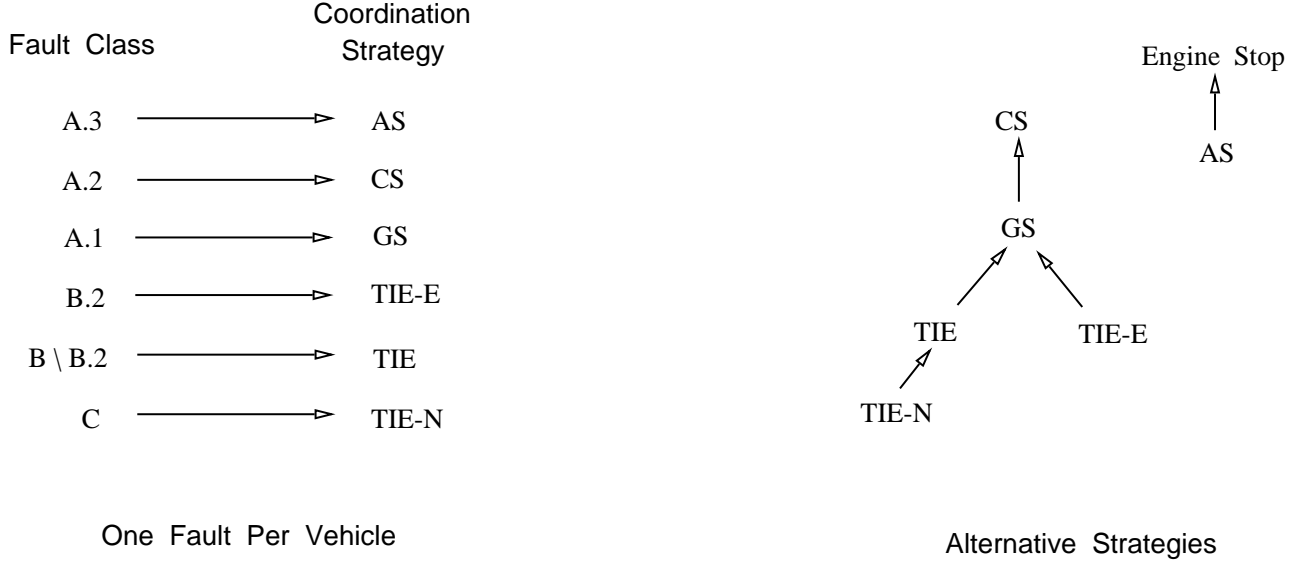 Coordination
Fault Class
Strategy
A.3 AS
A.2 CS
A.1 GS
B.2 TIE-E
B \ B.2 TIE
C TIE-N
One Fault Per Vehicle
Engine Stop
CS
AS
GS
TIE TIE-E
TIE-N
Alternative Strategies